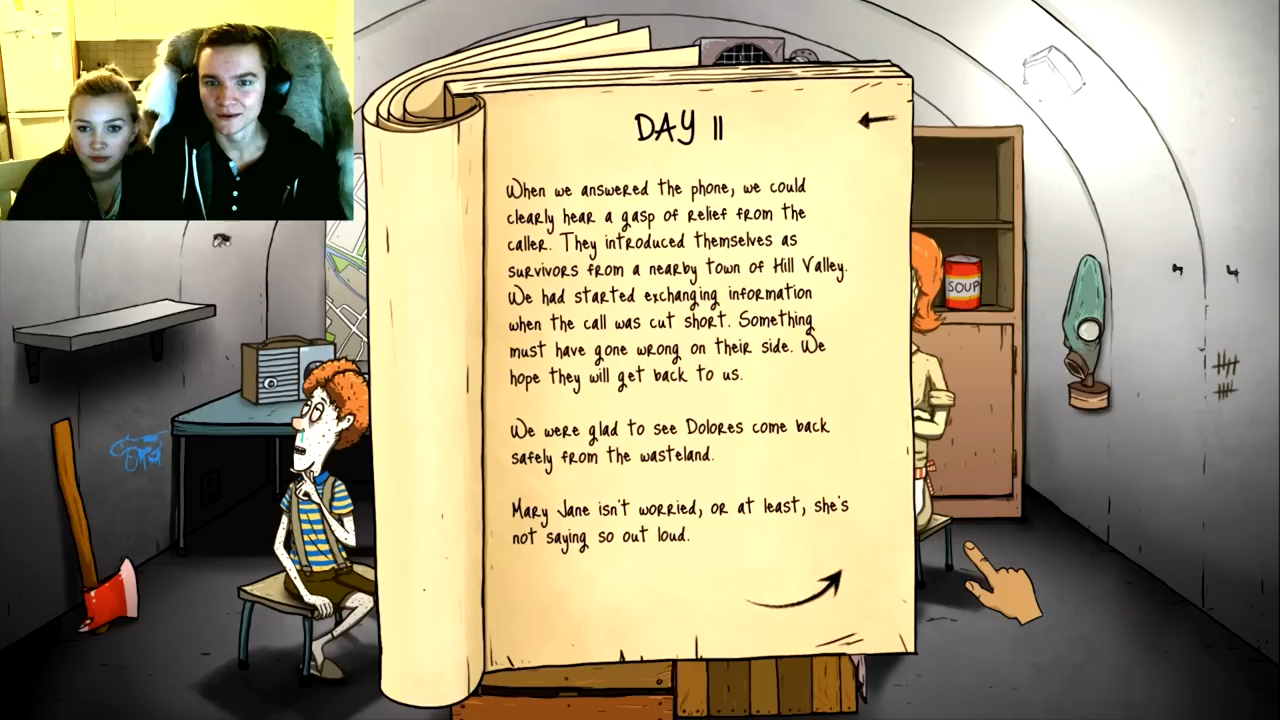 DAY 11
When we answered the phone, we could
clearly hear a gasp of relief from the
caller. They introduced themselves as
survivors from a nearby town of Hill Valley.
We had started exchanging information
when the call was cut short. Something
must have gone wrong on their side. We
hope they will get back to us.
We were glad to see Dolores come back
safely from the wasteland.
Mary Jane isn't worried, or at least, she's
not saying so out loud.
SOUP